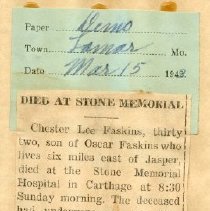 Paper Demo
Town Lamar Mo.
Date Mar 15 194
DIED AT STONE MEMORIAL
Chester Lee Faskins, thirty
two, son of Oscar Faskins who
lives six miles east of Jasper,
died at the Stone Memorial
Hospital in Carthage at 8:30
Sunday morning. The deceased
had